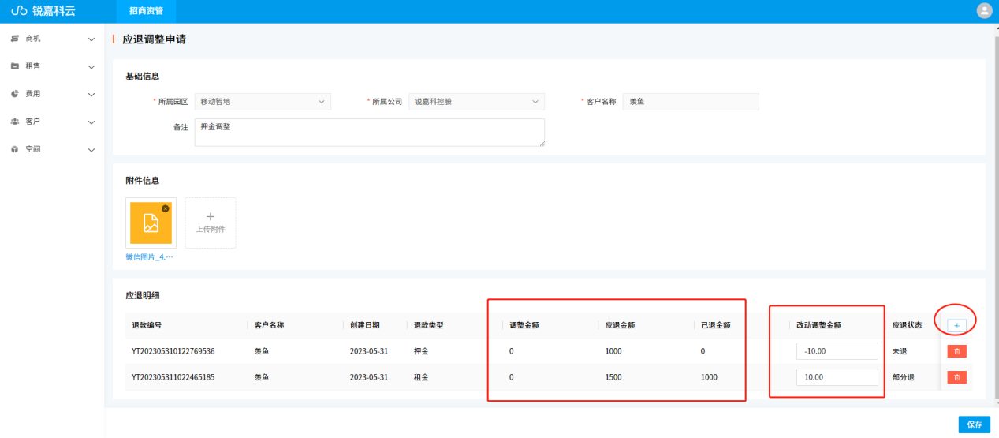 锐嘉科云 招商资管
商机
租售
费用
客户
空间
应退调整申请
基础信息
* 所属园区 移动智地 * 所属公司 锐嘉科控股 * 客户名称 羡鱼
备注 押金调整
附件信息
+
上传附件
微信图片_4.···
应退明细
退款编号 客户名称 创建日期 退款类型 调整金额 应退金额 已退金额 改动调整金额 应退状态 +
YT202305310122769536 羡鱼 2023-05-31 押金 0 1000 0 -10.00 未退
YT202305311022465185 羡鱼 2023-05-31 租金 0 1500 1000 10.00 部分退
保存